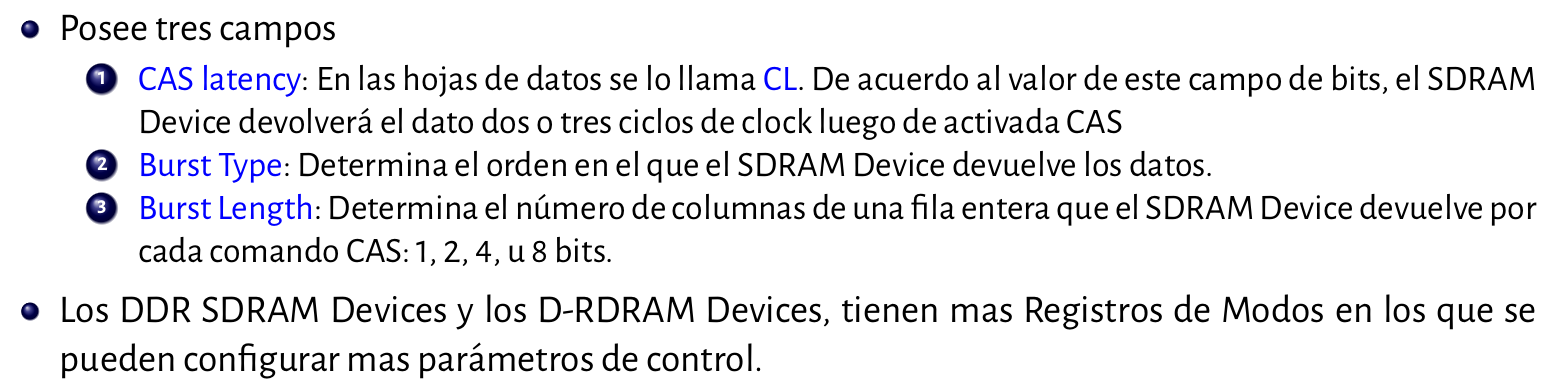 Posee tres campos
1 CAS latency: En las hojas de datos se lo llama CL. De acuerdo al valor de este campo de bits, el SDRAM
Device devolverá el dato dos o tres ciclos de clock luego de activada CAS
2 Burst Type: Determina el orden en el que el SDRAM Device devuelve los datos.
3 Burst Length: Determina el número de columnas de una fila entera que el SDRAM Device devuelve por
cada comando CAS: 1, 2, 4, u 8 bits.
Los DDR SDRAM Devices y los D-RDRAM Devices, tienen mas Registros de Modos en los que se
pueden configurar mas parámetros de control.